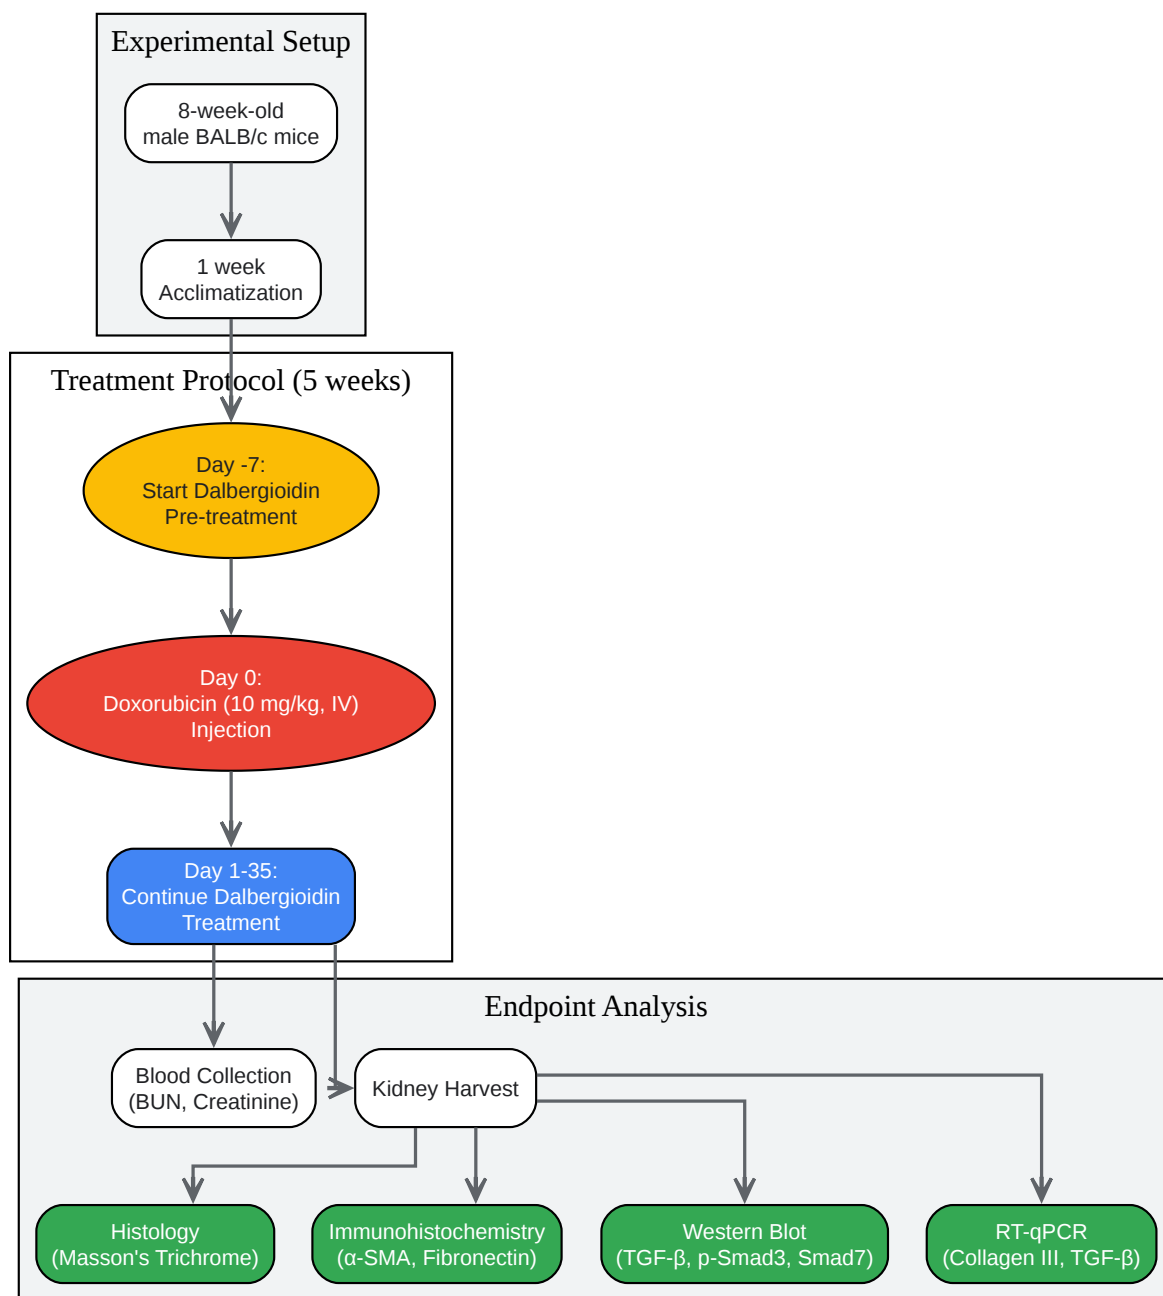 Experimental Setup
8-week-old
male BALB/c mice
1 week
Acclimatization
Treatment Protocol (5 weeks)
Day -7:
Start Dalbergioidin
Pre-treatment
Day 0:
Doxorubicin (10 mg/kg, IV)
Injection
Day 1-35:
Continue Dalbergioidin
Treatment
Endpoint Analysis
Blood Collection
(BUN, Creatinine)
Kidney Harvest
Histology
(Masson's Trichrome)
Immunohistochemistry
(α-SMA, Fibronectin)
Western Blot
(TGF-β, p-Smad3, Smad7)
RT-qPCR
(Collagen III, TGF-β)